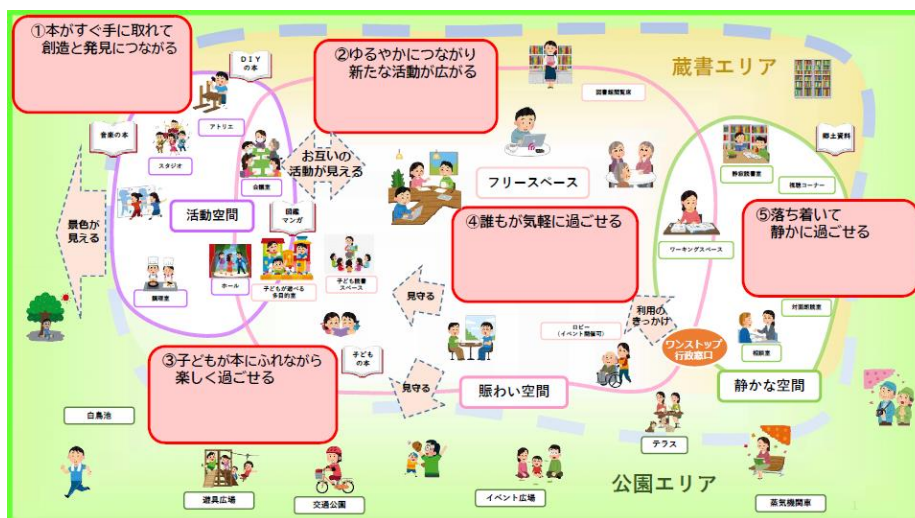 ①本がすぐ手に取れて
創造と発見につながる
DIY
の本
②ゆるやかにつながり
新たな活動が広がる
図書館閲覧席
蔵書エリア
アトリエ
音楽の本
スタジオ
会議室
お互いの
活動が見える
フリースペース
静寂読書室
郷土資料
視聴コーナー
景色が
見える
活動空間
図鑑
マンガ
④誰もが気軽に過ごせる
ワーキングスペース
⑤落ち着いて
静かに過ごせる
調理室
ホール
子どもが遊べる
多目的室
子ども読書
スペース
見守る
利用の
きっかけ
ロビー
(イベント開催可)
対面朗読室
ワンストップ
行政窓口
相談室
③子どもが本にふれながら
楽しく過ごせる
子ども
の本
見守る
賑わい空間
静かな空間
白鳥池
テラス
公園エリア
遊具広場
交通公園
イベント広場
蒸気機関車
1